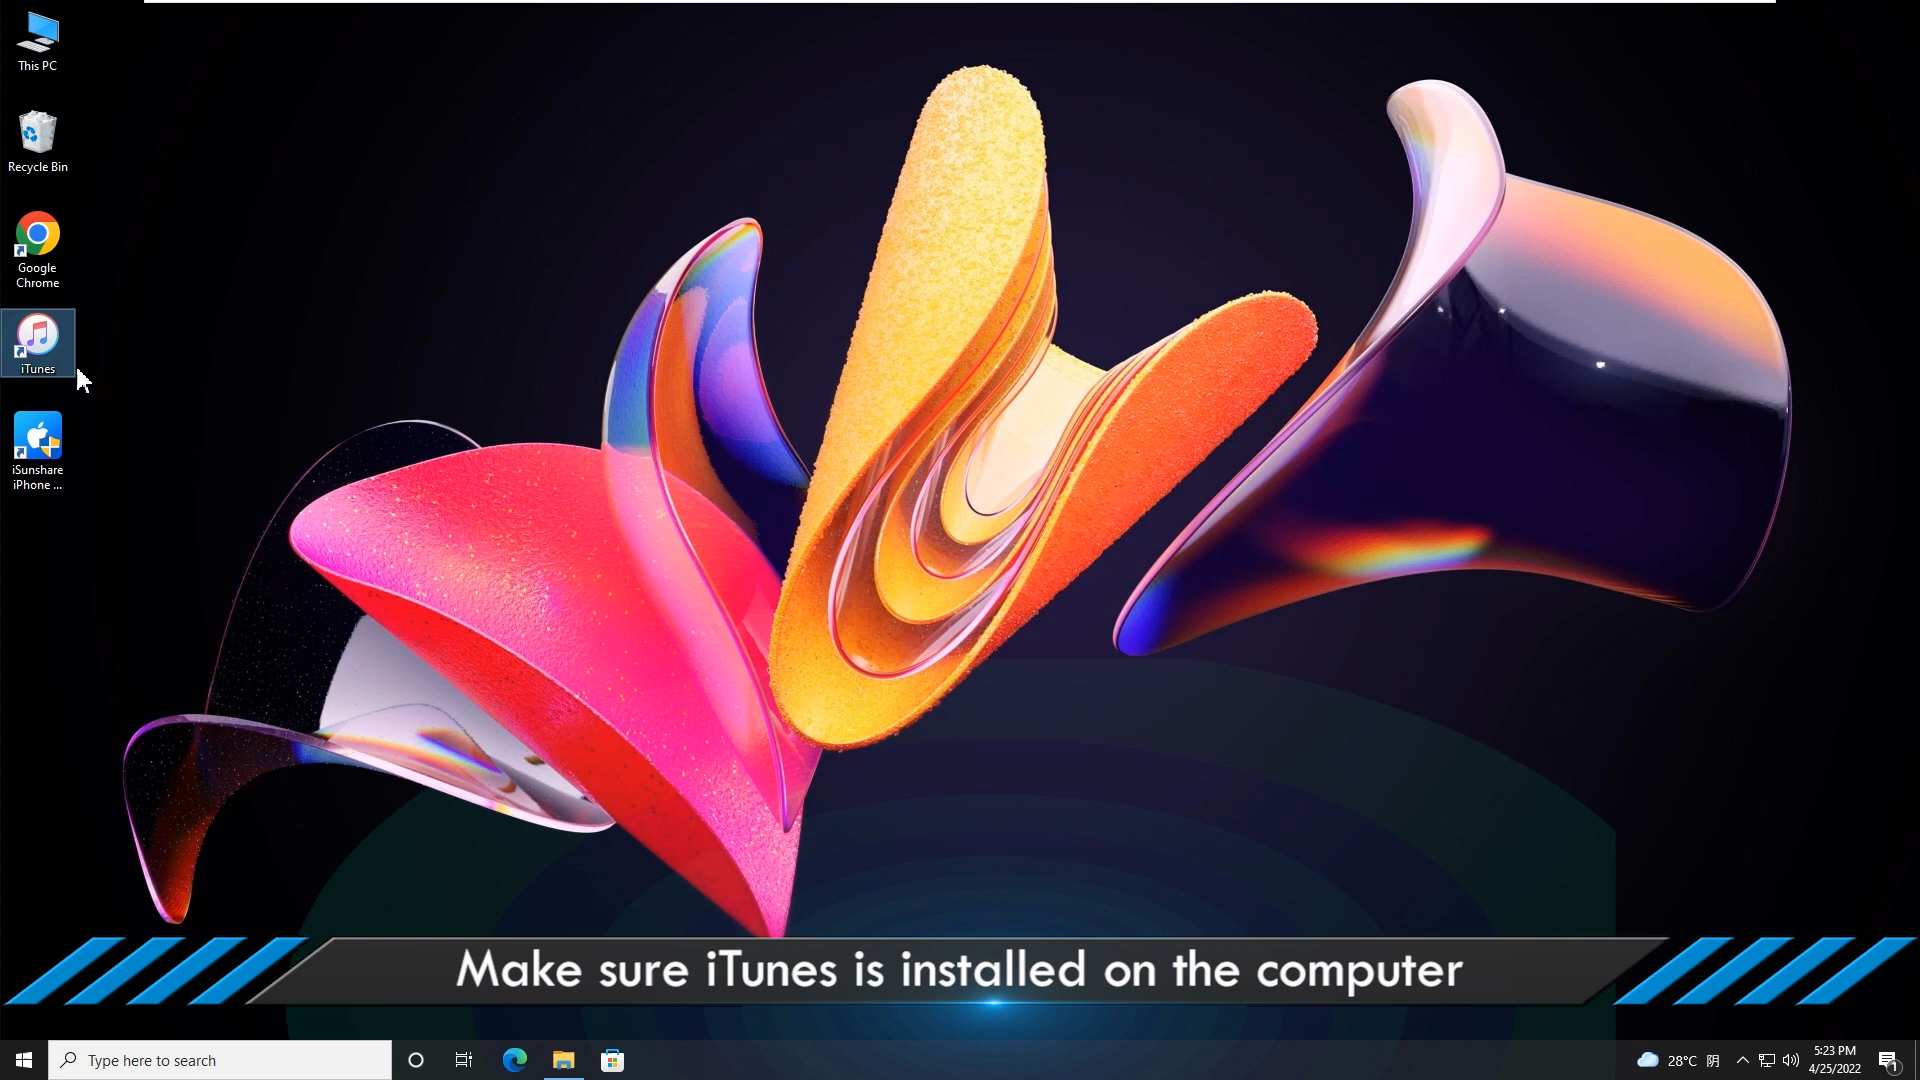 This PC
Recycle Bin
Google
Chrome
iTunes
iSunshare
iPhone ...
Make sure iTunes is installed on the computer
Type here to search
28°C 阴
5:23 PM
4/25/2022
1